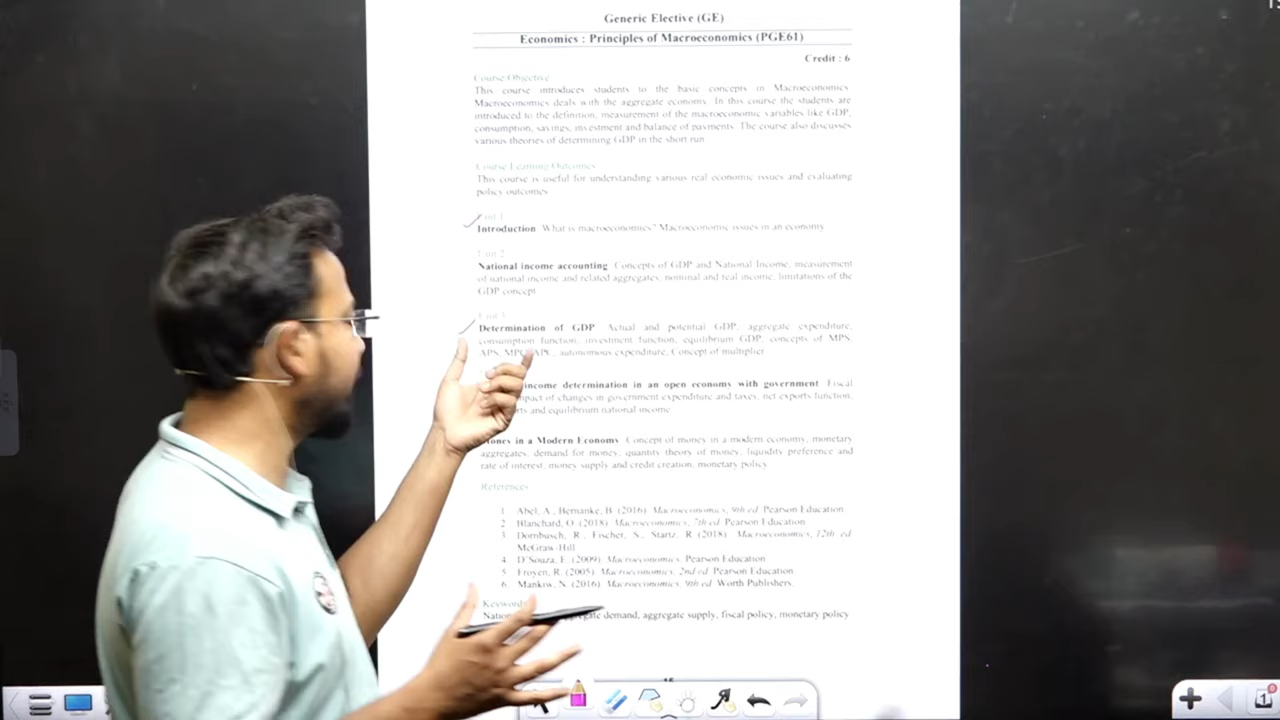 Generic Elective (GE)
Economics : Principles of Macroeconomics (PGE61)
Credit : 6
Course Objective
This course introduces students to the basic concepts in Macroeconomics.
Macroeconomics deals with the aggregate economy. In this course the students are
introduced to the definition, measurement of the macroeconomic variables like GDP,
consumption, savings, investment and balance of payments. The course also discusses
various theories of determining GDP in the short run.
Course Learning Outcomes
This course is useful for understanding various real economic issues and evaluating
policy outcomes
Unit 1
Introduction What is macroeconomics? Macroeconomic issues in an economy
Unit 2
National income accounting Concepts of GDP and National Income, measurement
of national income and related aggregates, nominal and real income, limitations of the
GDP concept
Unit 3
Determination of GDP Actual and potential GDP, aggregate expenditure,
consumption function, investment function, equilibrium GDP, concepts of MPS,
APS, APC, autonomous expenditure, Concept of multiplier
income determination in an open economy with government Fiscal
of changes in government expenditure and taxes, net exports function,
and equilibrium national income
Money in a Modern Economy Concept of money in a modern economy, monetary
aggregates, demand for money, quantity theory of money, liquidity preference and
rate of interest, money supply and credit creation, monetary policy
References
1 Abel, A., Bernanke, B. (2016) Macroeconomics, 9th ed. Pearson Education
2 Blanchard, O. (2018) Macroeconomics, 7th ed. Pearson Education
3 Dornbusch, R., Fischer, S., Startz, R. (2018) Macroeconomics, 12th ed.
McGraw-Hill
4 D'Souza, E. (2009) Macroeconomics. Pearson Education
5 Froyen, R. (2005) Macroeconomics, 2nd ed. Pearson Education
6. Mankiw, N. (2016) Macroeconomics, 9th ed. Worth Publishers.
Keywords
demand, aggregate supply, fiscal policy, monetary policy